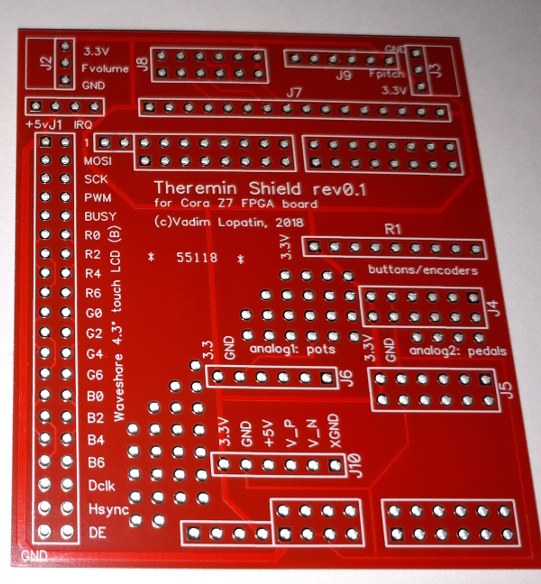 J2
3.3V
Fvolume
GND
J8
J9
GND
Fpitch
3.3V
J3
J7
+5vJ1 IRQ
1
MOSI
SCK
PWM
BUSY
R0
R2
R4
R6
G0
G2
G4
G6
B0
B2
B4
B6
Dclk
Hsync
DE
GND
Waveshare 4.3" touch LCD (B)
Theremin Shield rev0.1
for Cora Z7 FPGA board
(c)Vadim Lopatin, 2018
* 55118 *
3.3V
R1
buttons/encoders
J4
3.3
GND
analog1: pots
J6
3.3V
GND
analog2: pedals
J5
3.3V
GND
+5V
V_P
V_N
XGND
J10